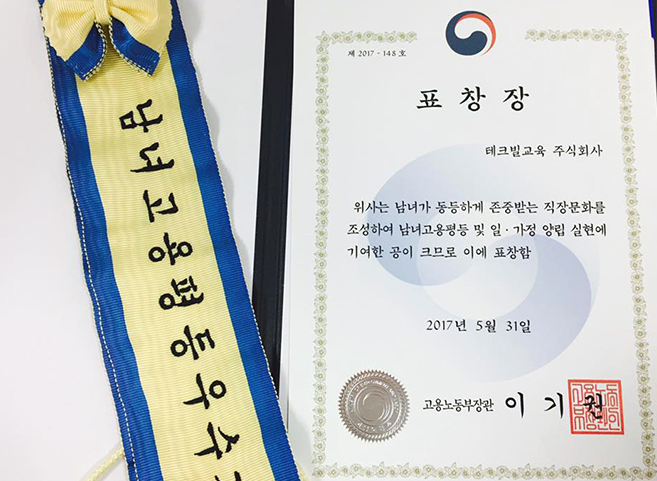 남녀고용평등우수
제 2017 - 148 호
표 창 장
테크빌교육 주식회사
위사는 남녀가 동등하게 존중받는 직장문화를
조성하여 남녀고용평등 및 일·가정 양립 실현에
기여한 공이 크므로 이에 표창함
2017년 5월 31일
고용노동부장관 이 기 권